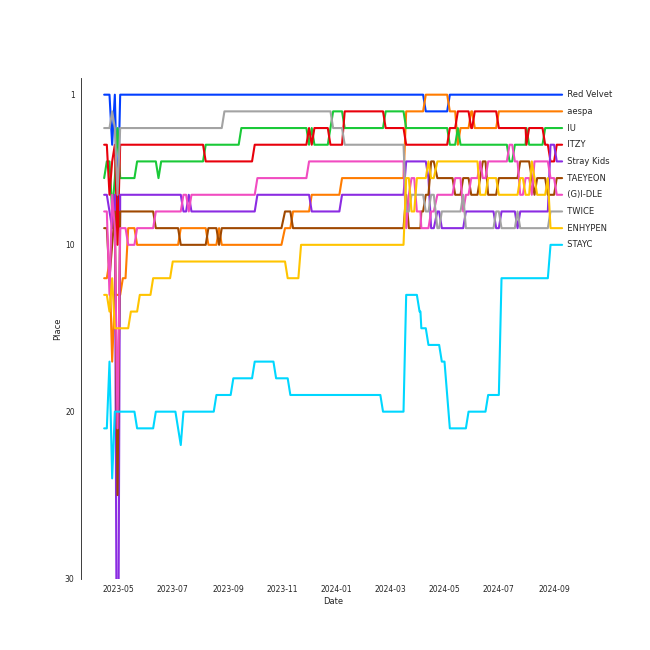 1
10
20
30
Place
Red Velvet
aespa
IU
ITZY
Stray Kids
TAEYEON
(G)I-DLE
TWICE
ENHYPEN
STAYC
2023-05 2023-07 2023-09 2023-11 2024-01 2024-03 2024-05 2024-07 2024-09
Date